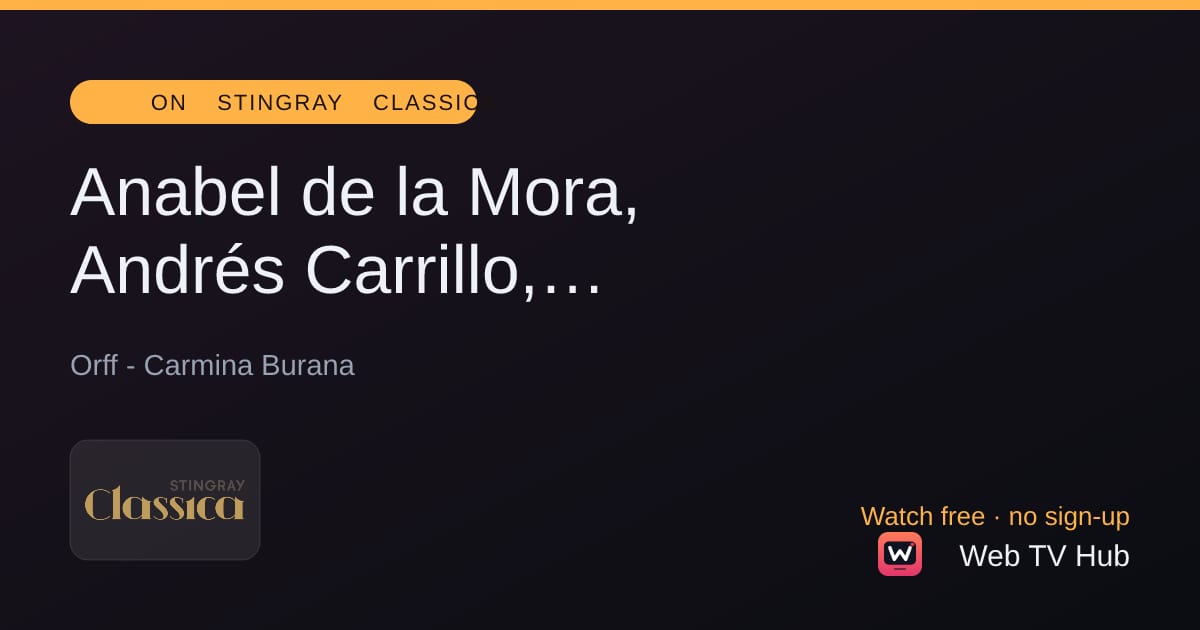 ON STINGRAY CLASSIC
Anabel de la Mora,
Andrés Carrillo,…
Orff - Carmina Burana
STINGRAY
Classica
Watch free · no sign-up
W
Web TV Hub